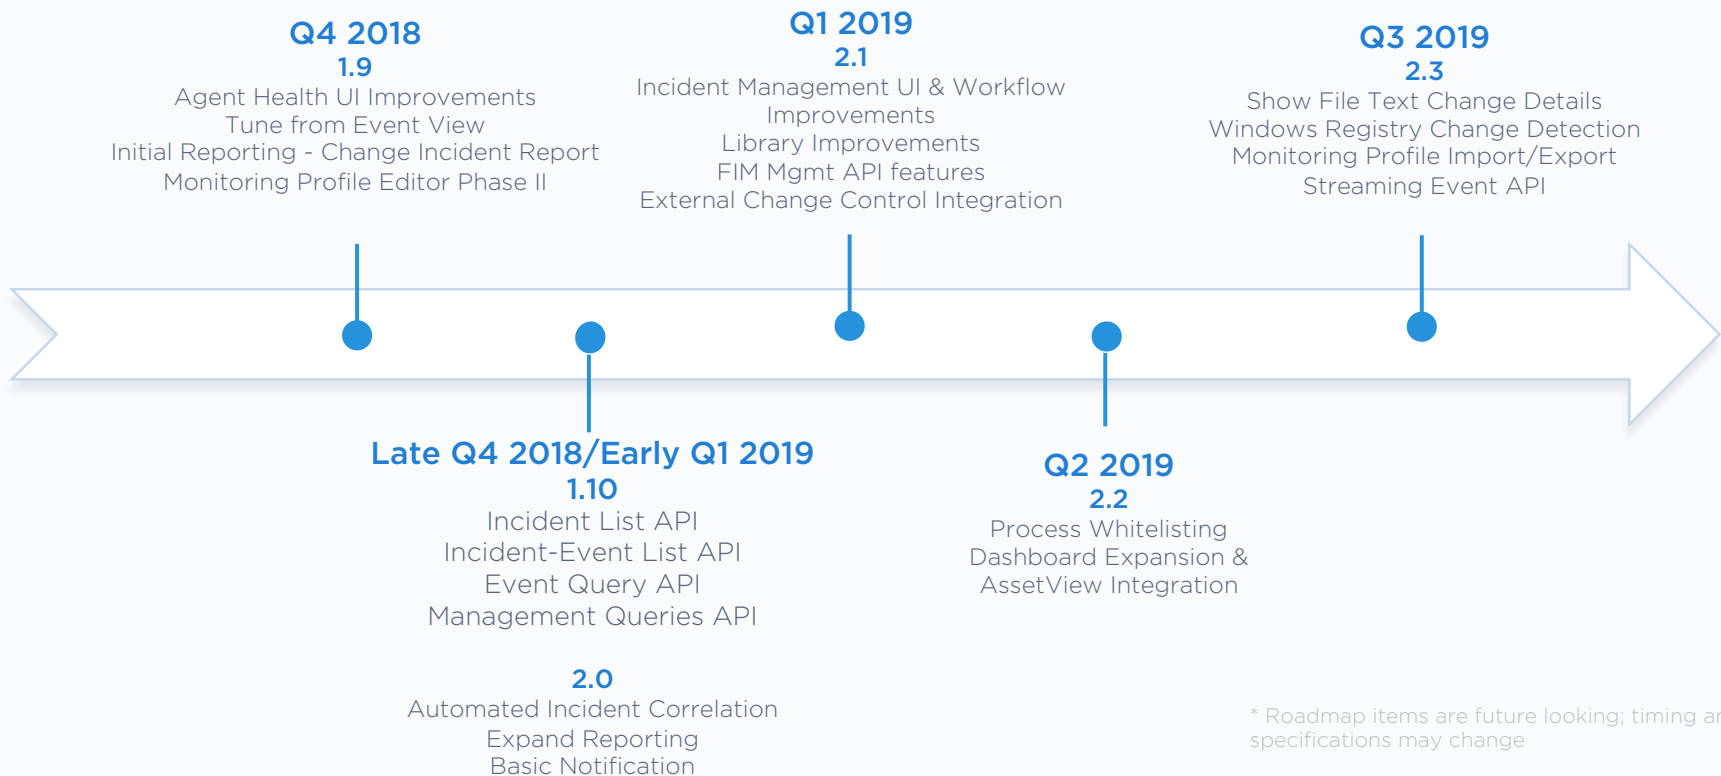 Q4 2018
1.9
Agent Health UI Improvements
Tune from Event View
Initial Reporting - Change Incident Report
Monitoring Profile Editor Phase II
Q1 2019
2.1
Incident Management UI & Workflow
Improvements
Library Improvements
FIM Mgmt API features
External Change Control Integration
Q3 2019
2.3
Show File Text Change Details
Windows Registry Change Detection
Monitoring Profile Import/Export
Streaming Event API
Late Q4 2018/Early Q1 2019
1.10
Incident List API
Incident-Event List API
Event Query API
Management Queries API
2.0
Automated Incident Correlation
Expand Reporting
Basic Notification
Q2 2019
2.2
Process Whitelisting
Dashboard Expansion &
AssetView Integration
* Roadmap items are future looking; timing
specifications may change